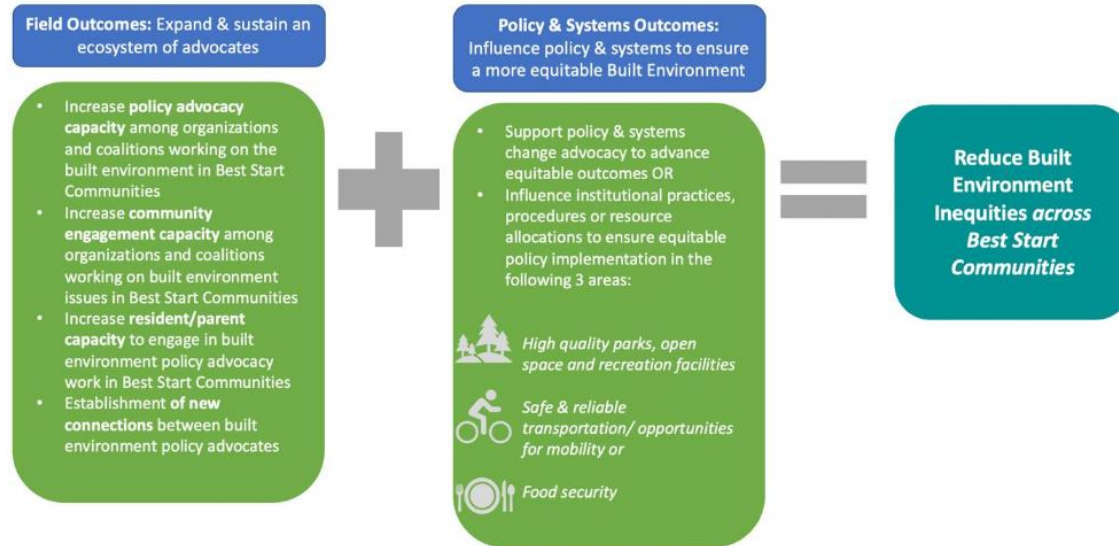 Field Outcomes: Expand & sustain an
ecosystem of advocates
• Increase policy advocacy
capacity among organizations
and coalitions working on the
built environment in Best Start
Communities
• Increase community
engagement capacity among
organizations and coalitions
working on built environment
issues in Best Start Communities
• Increase resident/parent
capacity to engage in built
environment policy advocacy
work in Best Start Communities
• Establishment of new
connections between built
environment policy advocates
Policy & Systems Outcomes:
Influence policy & systems to ensure
a more equitable Built Environment
• Support policy & systems
change advocacy to advance
equitable outcomes OR
• Influence institutional practices,
procedures or resource
allocations to ensure equitable
policy implementation in the
following 3 areas:
High quality parks, open
space and recreation facilities
Safe & reliable
transportation/ opportunities
for mobility or
Food security
Reduce Built
Environment
Inequities across
Best Start
Communities